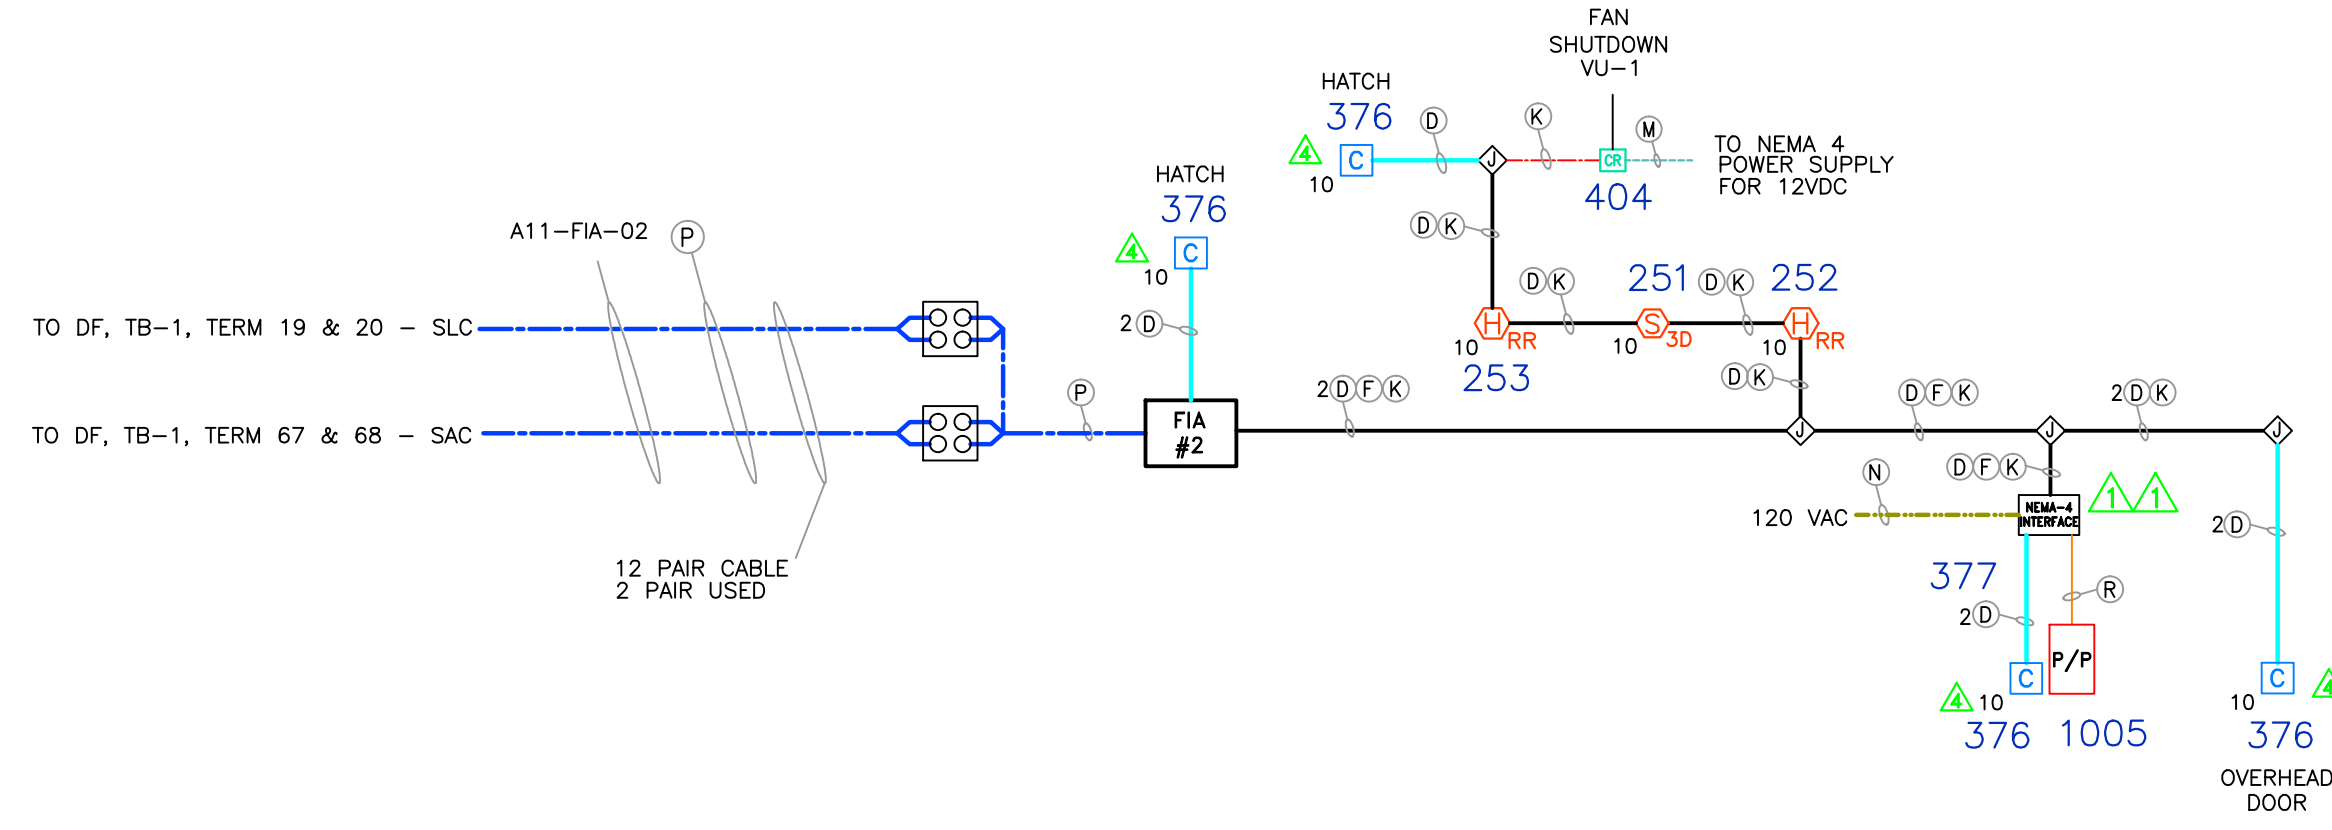 FAN
SHUTDOWN
VU-1
HATCH
376
4
C
10
D
J
K
CR
404
M
TO NEMA 4
POWER SUPPLY
FOR 12VDC
HATCH
376
4
C
10
2 D
A11-FIA-02
P
D K
D K
251
D K
252
H
RR
10
253
S
3D
10
H
RR
10
TO DF, TB-1, TERM 19 & 20 - SLC
D K
TO DF, TB-1, TERM 67 & 68 - SAC
P
FIA
#2
2 D F K
J
D F K
J
2 D K
J
D F K
N
120 VAC
NEMA-4
INTERFACE
1 1
2 D
12 PAIR CABLE
2 PAIR USED
377
2 D
R
P/P
C
4 10
376
1005
C
10
4
376
OVERHEAD
DOOR